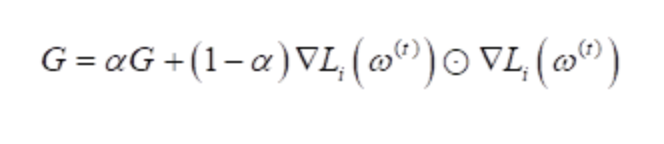 G = αG + (1 − α)∇L_i(ω^(t)) ⊙ ∇L_i(ω^(t))